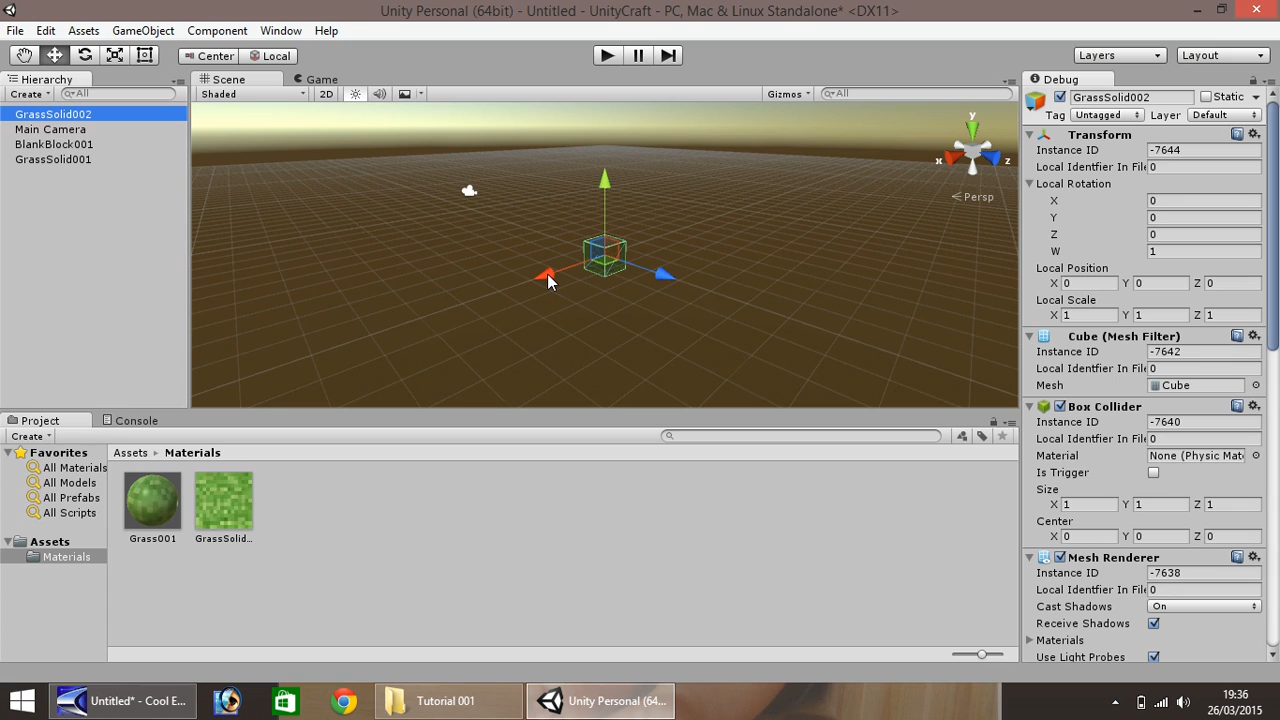 Unity Personal (64bit) - Untitled - UnityCraft - PC, Mac & Linux Standalone* <DX11>
File Edit Assets GameObject Component Window Help
Center Local Layers Layout
Hierarchy
Create All
GrassSolid002
Main Camera
BlankBlock001
GrassSolid001
Scene Game
Shaded 2D Gizmos All
y
x z
Persp
Debug
GrassSolid002 Static
Tag Untagged Layer Default
Transform
Instance ID -7644
Local Identfier In File 0
Local Rotation
X 0
Y 0
Z 0
W 1
Local Position
X 0 Y 0 Z 0
Local Scale
X 1 Y 1 Z 1
Cube (Mesh Filter)
Instance ID -7642
Local Identfier In File 0
Mesh Cube
Box Collider
Instance ID -7640
Local Identfier In File 0
Material None (Physic Mat
Is Trigger
Size
X 1 Y 1 Z 1
Center
X 0 Y 0 Z 0
Mesh Renderer
Instance ID -7638
Local Identfier In File 0
Cast Shadows On
Receive Shadows
Materials
Use Light Probes
Project Console
Create
Favorites
All Materials
All Models
All Prefabs
All Scripts
Assets
Materials
Assets ▸ Materials
Grass001 GrassSolid...
Untitled* - Cool E... Tutorial 001 Unity Personal (64...
19:36
26/03/2015